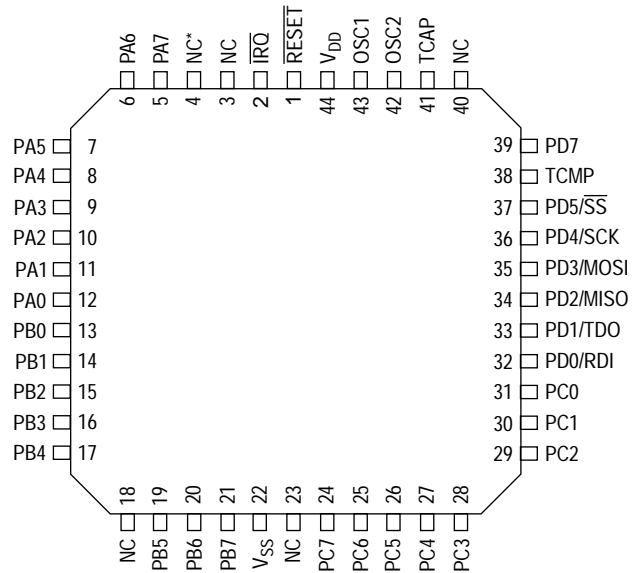 PA6 PA7 NC* NC IRQ RESET VDD OSC1 OSC2 TCAP NC
6 5 4 3 2 1 44 43 42 41 40
PA5 7 39 PD7
PA4 8 38 TCMP
PA3 9 37 PD5/SS
PA2 10 36 PD4/SCK
PA1 11 35 PD3/MOSI
PA0 12 34 PD2/MISO
PB0 13 33 PD1/TDO
PB1 14 32 PD0/RDI
PB2 15 31 PC0
PB3 16 30 PC1
PB4 17 29 PC2
18 19 20 21 22 23 24 25 26 27 28
NC PB5 PB6 PB7 VSS NC PC7 PC6 PC5 PC4 PC3